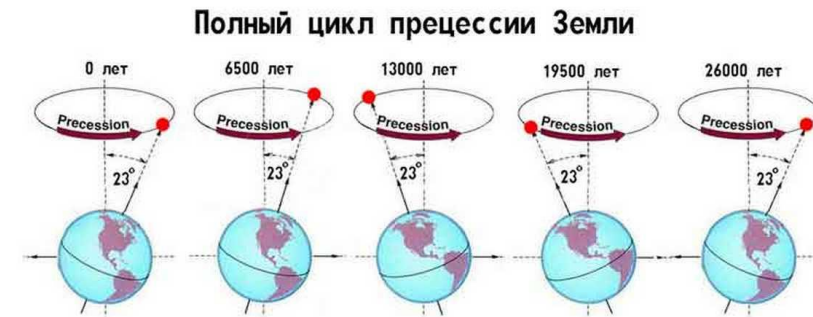 Полный цикл прецессии Земли
0 лет
6500 лет
13000 лет
19500 лет
26000 лет
Precession
Precession
Precession
Precession
Precession
23°
23°
23°
23°
23°